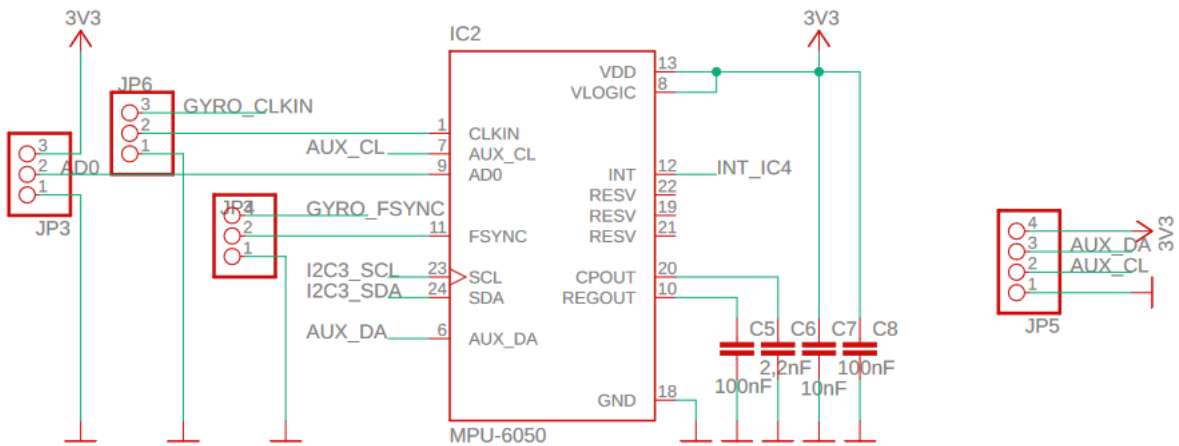 3V3
3V3
IC2
JP6
3 GYRO_CLKIN
2
1
3
2 AD0
1
JP3
JP4
3 GYRO_FSYNC
2
1
1 CLKIN
AUX_CL 7 AUX_CL
9 AD0
11 FSYNC
I2C3_SCL 23 SCL
I2C3_SDA 24 SDA
AUX_DA 6 AUX_DA
VDD 13
VLOGIC 8
INT 12 INT_IC4
RESV 22
RESV 19
RESV 21
CPOUT 20
REGOUT 10
GND 18
MPU-6050
C5 C6 C7 C8
100nF 2,2nF 10nF 100nF
4 3V3
3 AUX_DA
2 AUX_CL
1
JP5